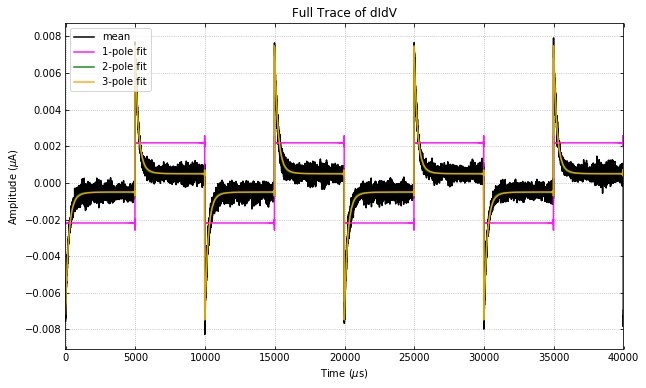 Full Trace of dIdV
mean
1-pole fit
2-pole fit
3-pole fit
Amplitude (μA)
0.008
0.006
0.004
0.002
0.000
−0.002
−0.004
−0.006
−0.008
0 5000 10000 15000 20000 25000 30000 35000 40000
Time (μs)